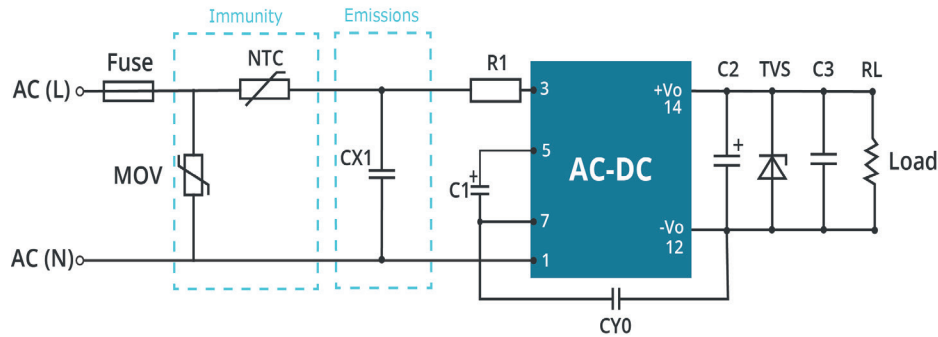 Immunity
Emissions
Fuse
NTC
R1
C2
TVS
C3
RL
AC (L)
3
+Vo
14
MOV
CX1
5
+
C1
AC-DC
+
Load
7
-Vo
12
AC (N)
1
CY0